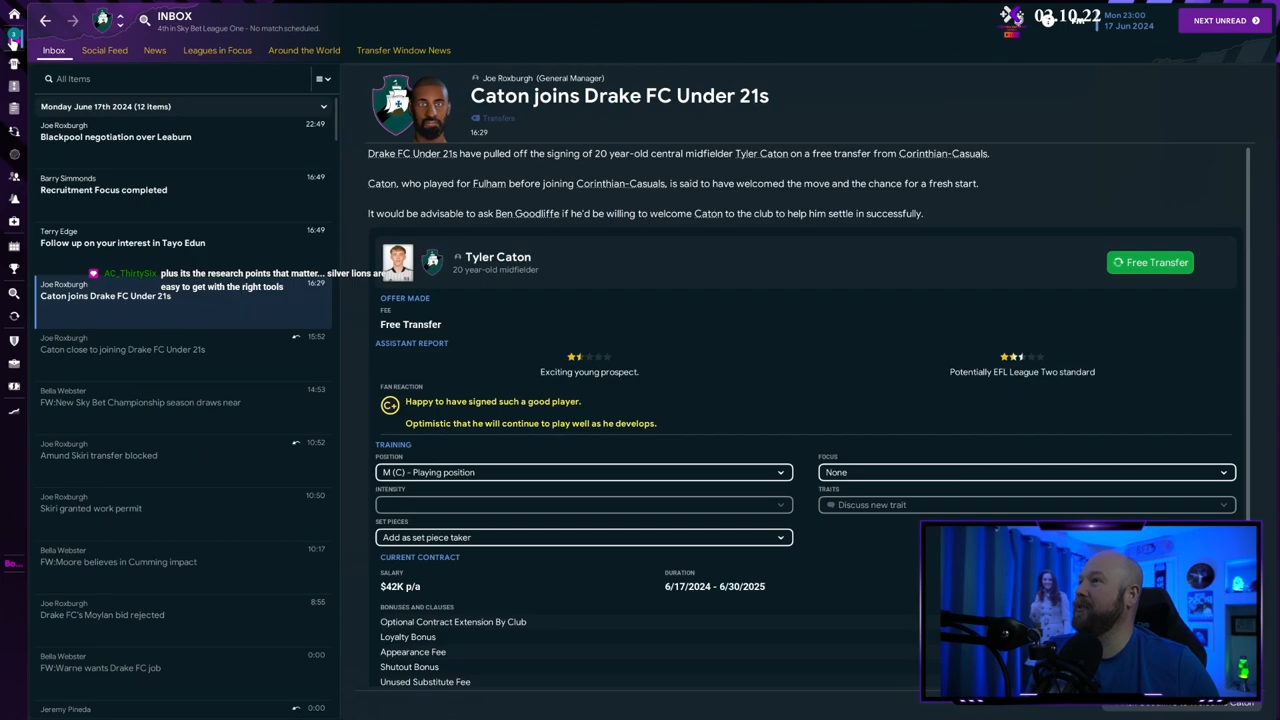 INBOX
4th in Sky Bet League One - No match scheduled.
03.10.22
Mon 23:00
17 Jun 2024
NEXT UNREAD
Inbox
Social Feed
News
Leagues in Focus
Around the World
Transfer Window News
All Items
Monday June 17th 2024 (12 items)
Joe Roxburgh
22:49
Blackpool negotiation over Leaburn
Barry Simmonds
16:49
Recruitment Focus completed
Terry Edge
16:49
Follow up on your interest in Tayo Edun
AC_ThirtySix plus its the research points that matter... silver lions are
easy to get with the right tools
Joe Roxburgh
16:29
Caton joins Drake FC Under 21s
Joe Roxburgh
15:52
Caton close to joining Drake FC Under 21s
Bella Webster
14:53
FW:New Sky Bet Championship season draws near
Joe Roxburgh
10:52
Amund Skiri transfer blocked
Joe Roxburgh
10:50
Skiri granted work permit
Bella Webster
10:17
FW:Moore believes in Cumming impact
Joe Roxburgh
8:55
Drake FC's Moylan bid rejected
Bella Webster
0:00
FW:Warne wants Drake FC job
Jeremy Pineda
0:00
Bo...
Joe Roxburgh (General Manager)
Caton joins Drake FC Under 21s
Transfers
16:29
Drake FC Under 21s have pulled off the signing of 20 year-old central midfielder Tyler Caton on a free transfer from Corinthian-Casuals.
Caton, who played for Fulham before joining Corinthian-Casuals, is said to have welcomed the move and the chance for a fresh start.
It would be advisable to ask Ben Goodliffe if he'd be willing to welcome Caton to the club to help him settle in successfully.
Tyler Caton
20 year-old midfielder
Free Transfer
OFFER MADE
FEE
Free Transfer
ASSISTANT REPORT
Exciting young prospect.
Potentially EFL League Two standard
FAN REACTION
C+
Happy to have signed such a good player.
Optimistic that he will continue to play well as he develops.
TRAINING
POSITION
FOCUS
M (C) - Playing position
None
INTENSITY
TRAITS
Discuss new trait
SET PIECES
Add as set piece taker
CURRENT CONTRACT
SALARY
DURATION
$42K p/a
6/17/2024 - 6/30/2025
BONUSES AND CLAUSES
Optional Contract Extension By Club
Loyalty Bonus
Appearance Fee
Shutout Bonus
Unused Substitute Fee